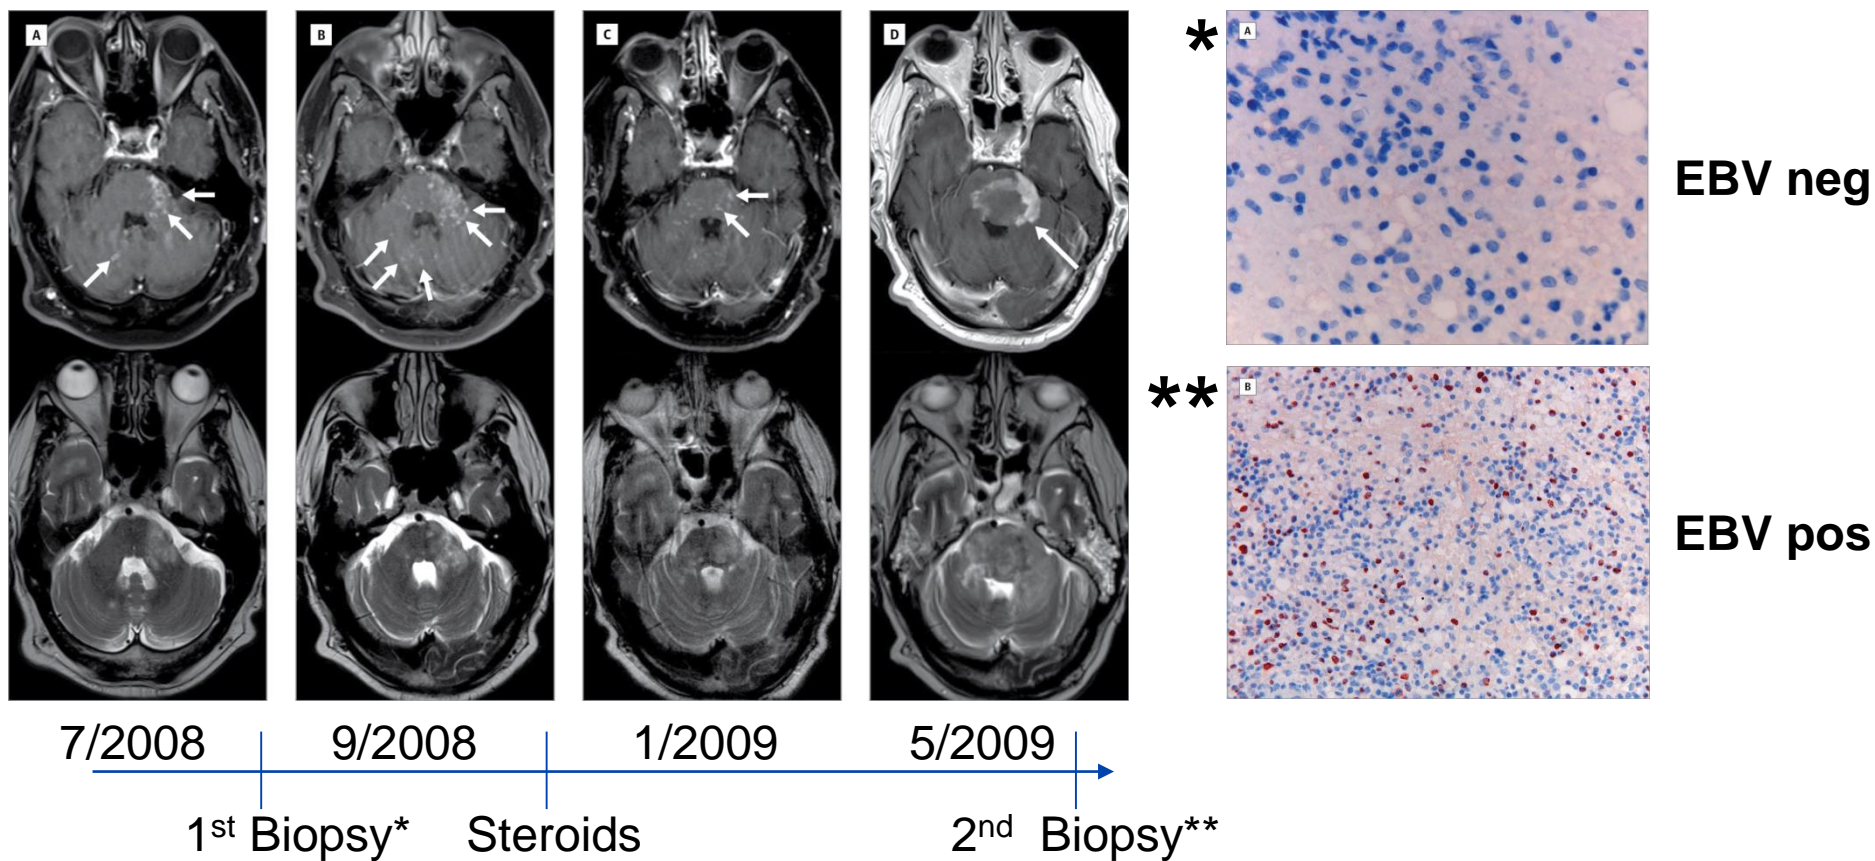 A
B
C
D
*
A
EBV neg
**
B
EBV pos
7/2008
9/2008
1/2009
5/2009
1st Biopsy*
Steroids
2nd Biopsy**